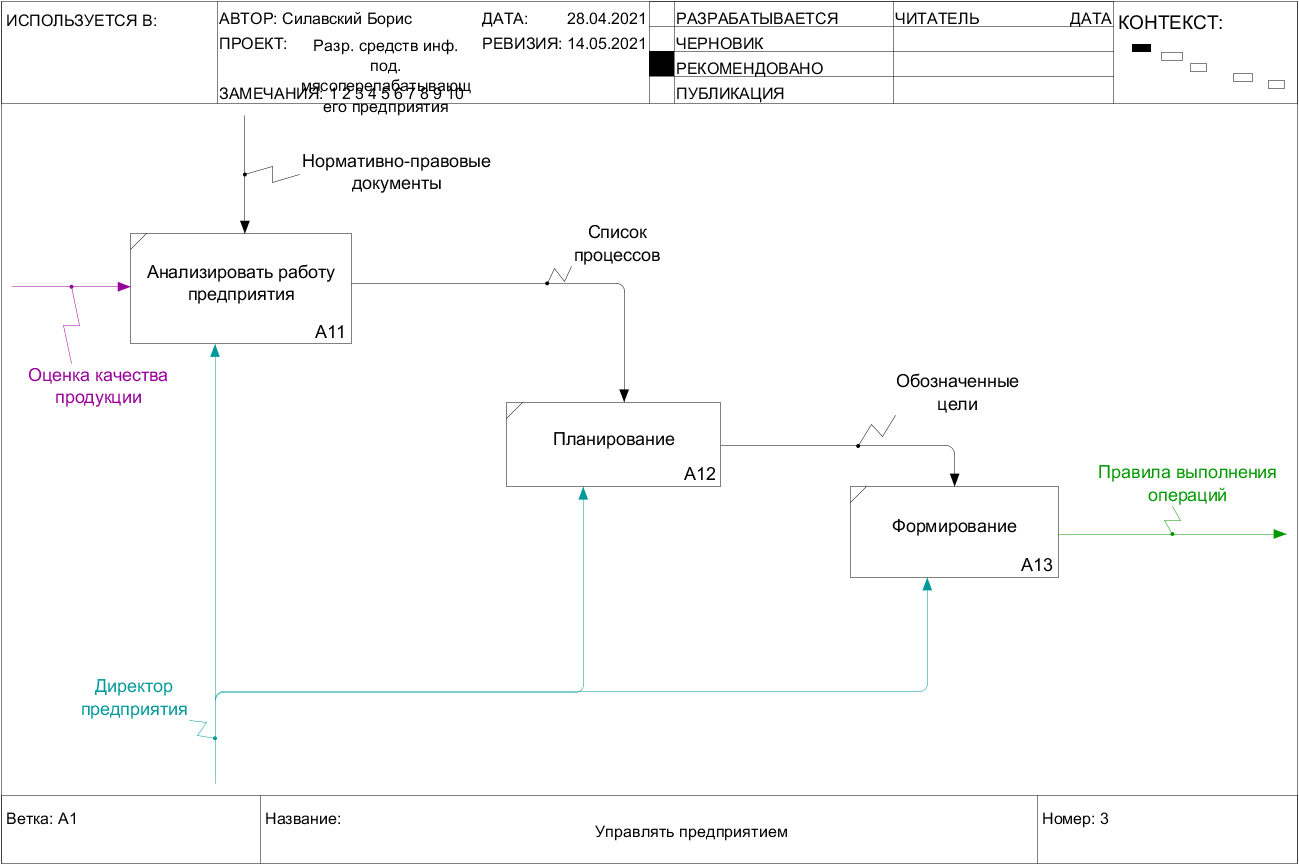 ИСПОЛЬЗУЕТСЯ В:
АВТОР: Силавский Борис
ДАТА: 28.04.2021
ПРОЕКТ:
Разр. средств инф.
под.
мясоперелабатывающ
его предприятия
РЕВИЗИЯ: 14.05.2021
ЗАМЕЧАНИЯ: 1 2 3 4 5 6 7 8 9 10
РАЗРАБАТЫВАЕТСЯ
ЧЕРНОВИК
РЕКОМЕНДОВАНО
ПУБЛИКАЦИЯ
ЧИТАТЕЛЬ ДАТА
КОНТЕКСТ:
Нормативно-правовые
документы
Список
процессов
Анализировать работу
предприятия
A11
Оценка качества
продукции
Обозначенные
цели
Планирование
A12
Правила выполнения
операций
Формирование
A13
Директор
предприятия
Ветка: A1
Название:
Управлять предприятием
Номер: 3